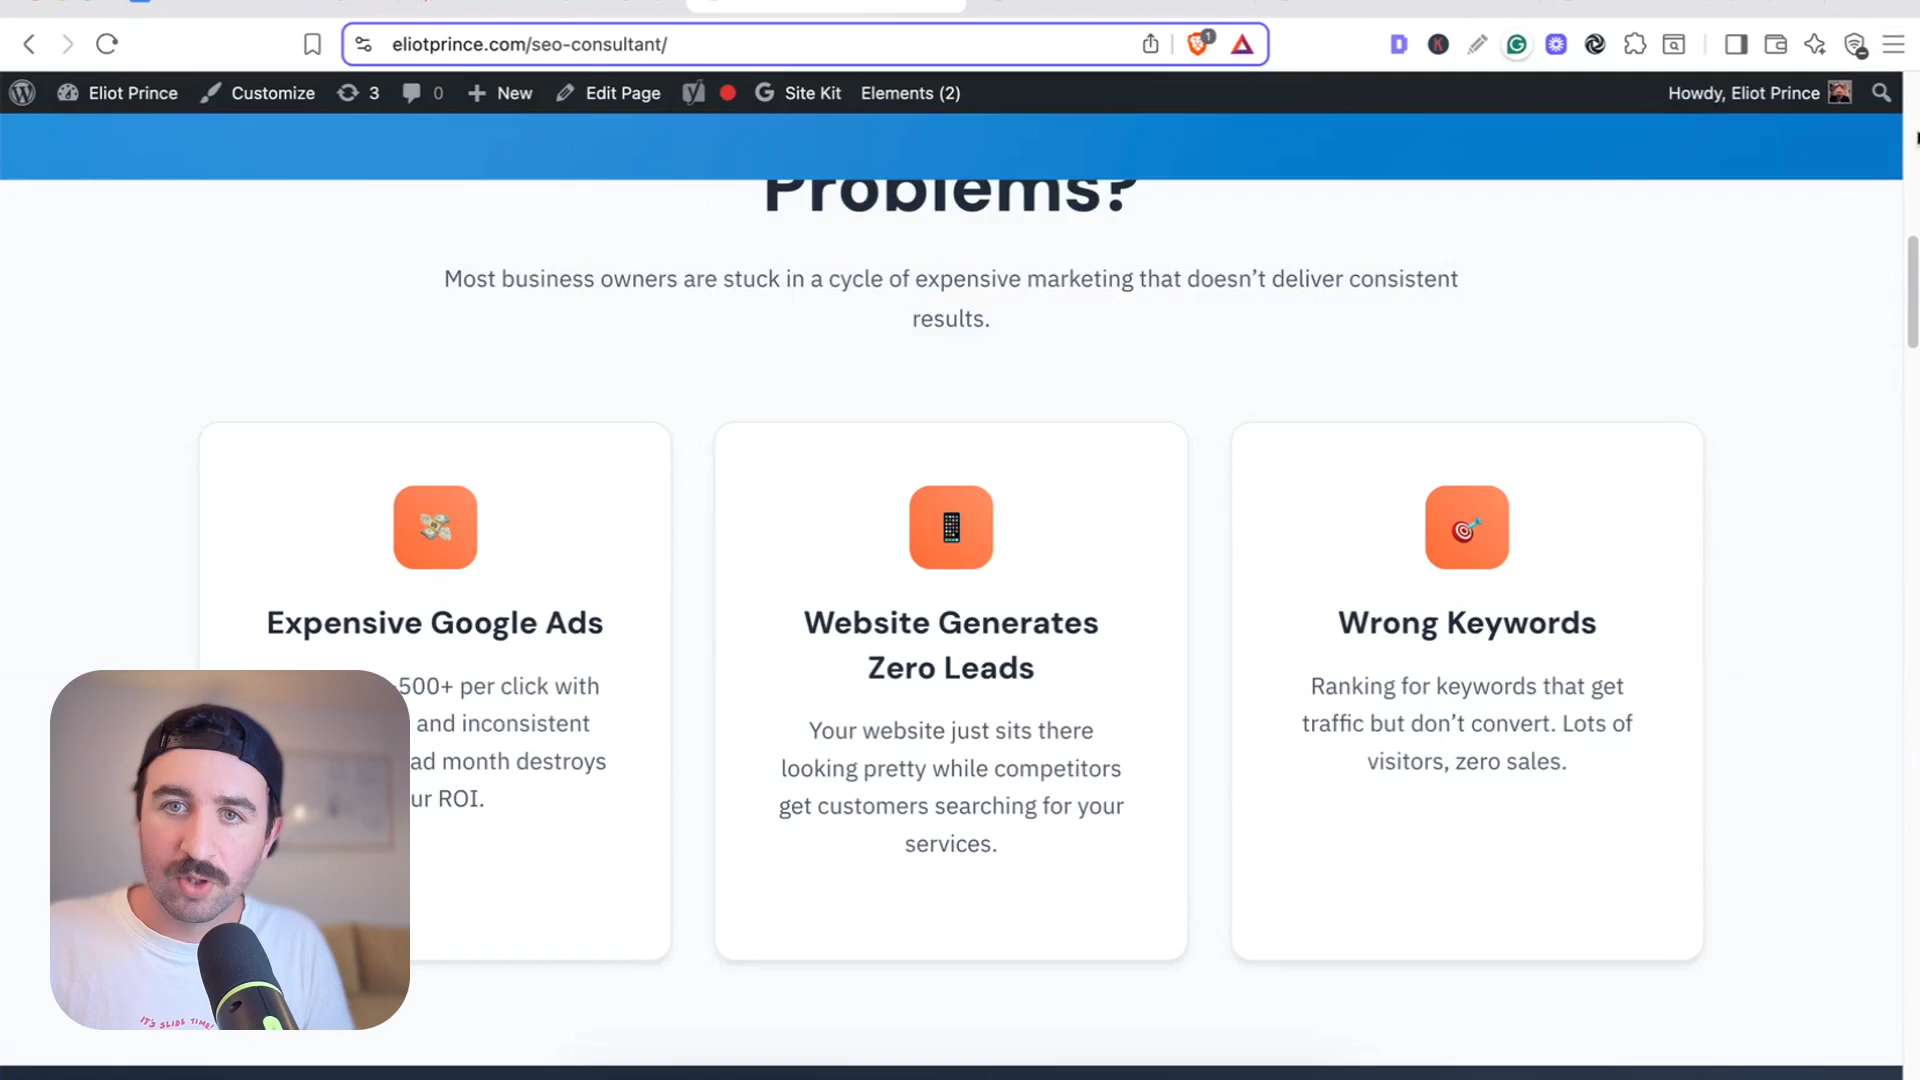 eliotprince.com/seo-consultant/
1
Eliot Prince
Customize
3
0
New
Edit Page
Site Kit
Elements (2)
Howdy, Eliot Prince
Problems?
Most business owners are stuck in a cycle of expensive marketing that doesn’t deliver consistent
results.
Expensive Google Ads
500+ per click with
and inconsistent
ad month destroys
ur ROI.
Website Generates
Zero Leads
Your website just sits there
looking pretty while competitors
get customers searching for your
services.
Wrong Keywords
Ranking for keywords that get
traffic but don’t convert. Lots of
visitors, zero sales.
IT'S SLIDE TIME!